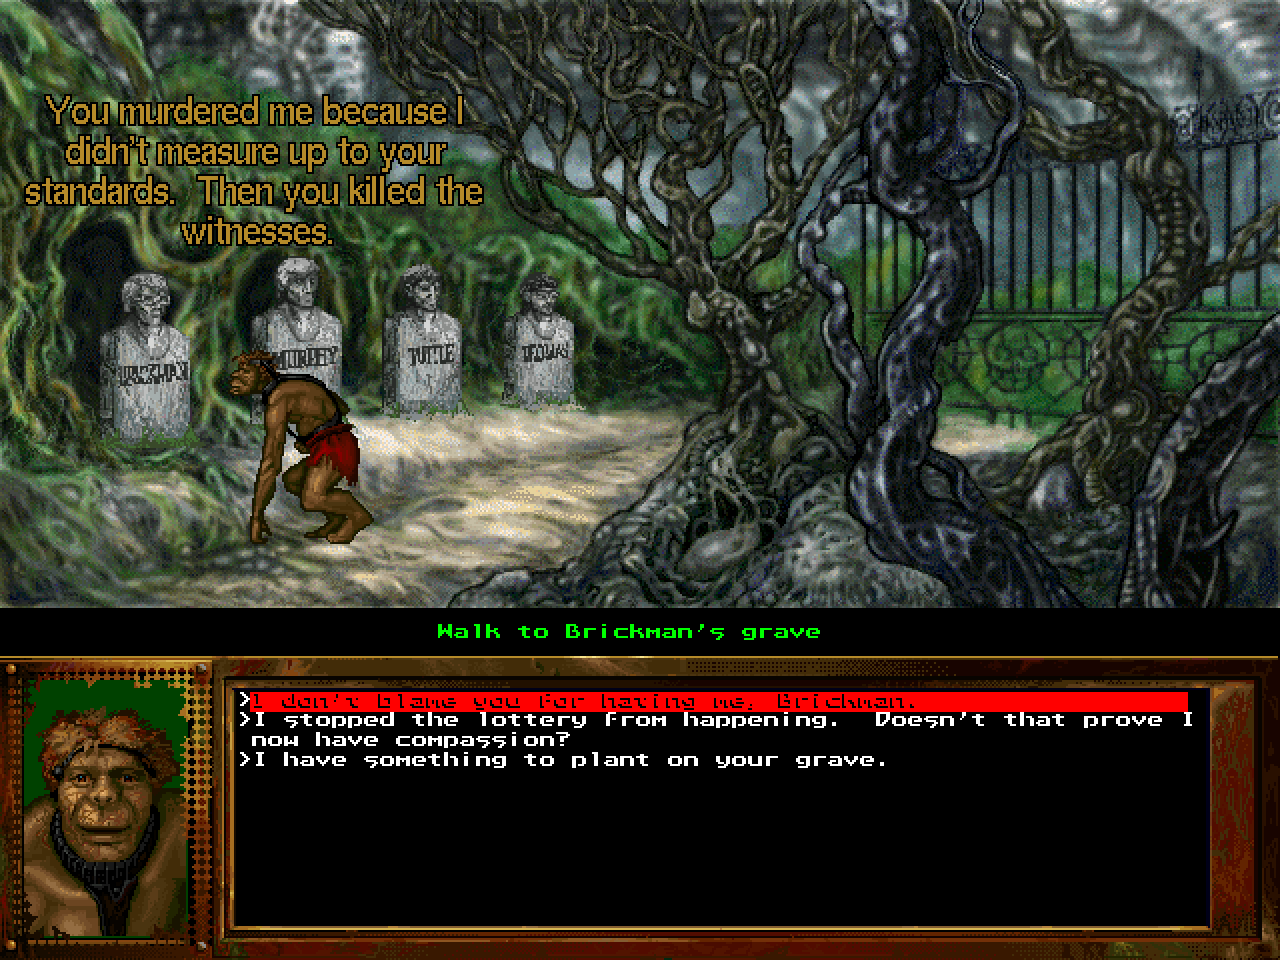 You murdered me because I
didn't measure up to your
standards.  Then you killed the
witnesses.
BRICKMAN
MURPHY
TUTTLE
Walk to Brickman's grave
>I don't blame you for hating me, Brickman.
>I stopped the lottery from happening.  Doesn't that prove I
now have compassion?
>I have something to plant on your grave.